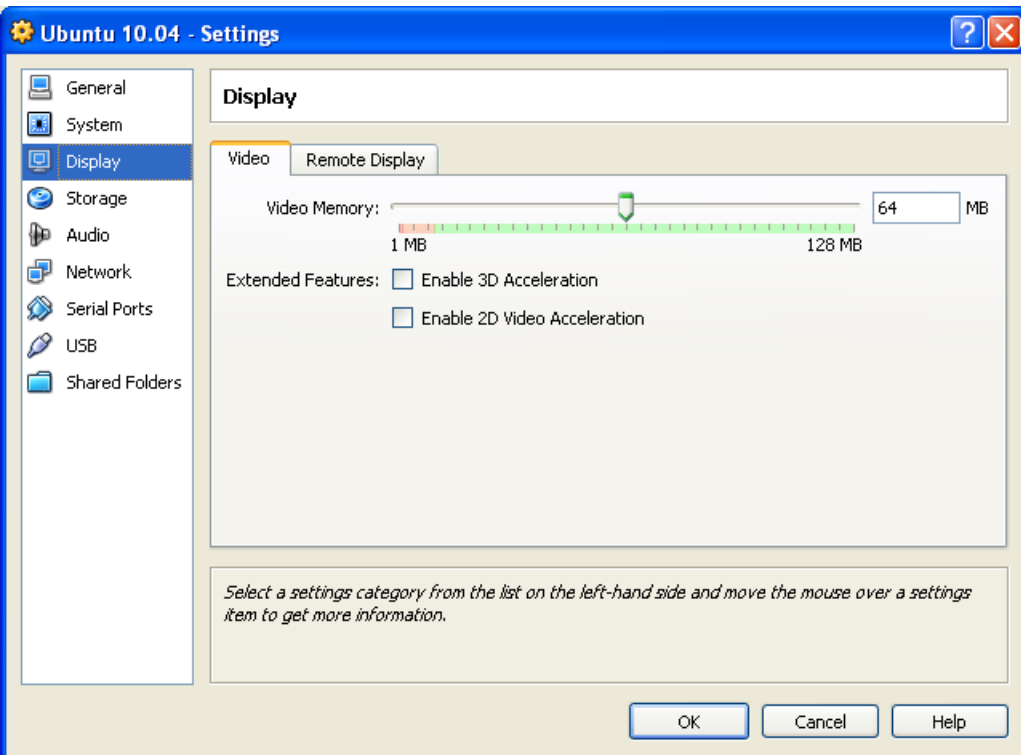 Ubuntu 10.04 - Settings
General
System
Display
Storage
Audio
Network
Serial Ports
USB
Shared Folders
Display
Video Remote Display
Video Memory: 64 MB
1 MB 128 MB
Extended Features: Enable 3D Acceleration
Enable 2D Video Acceleration
Select a settings category from the list on the left-hand side and move the mouse over a settings
item to get more information.
OK Cancel Help